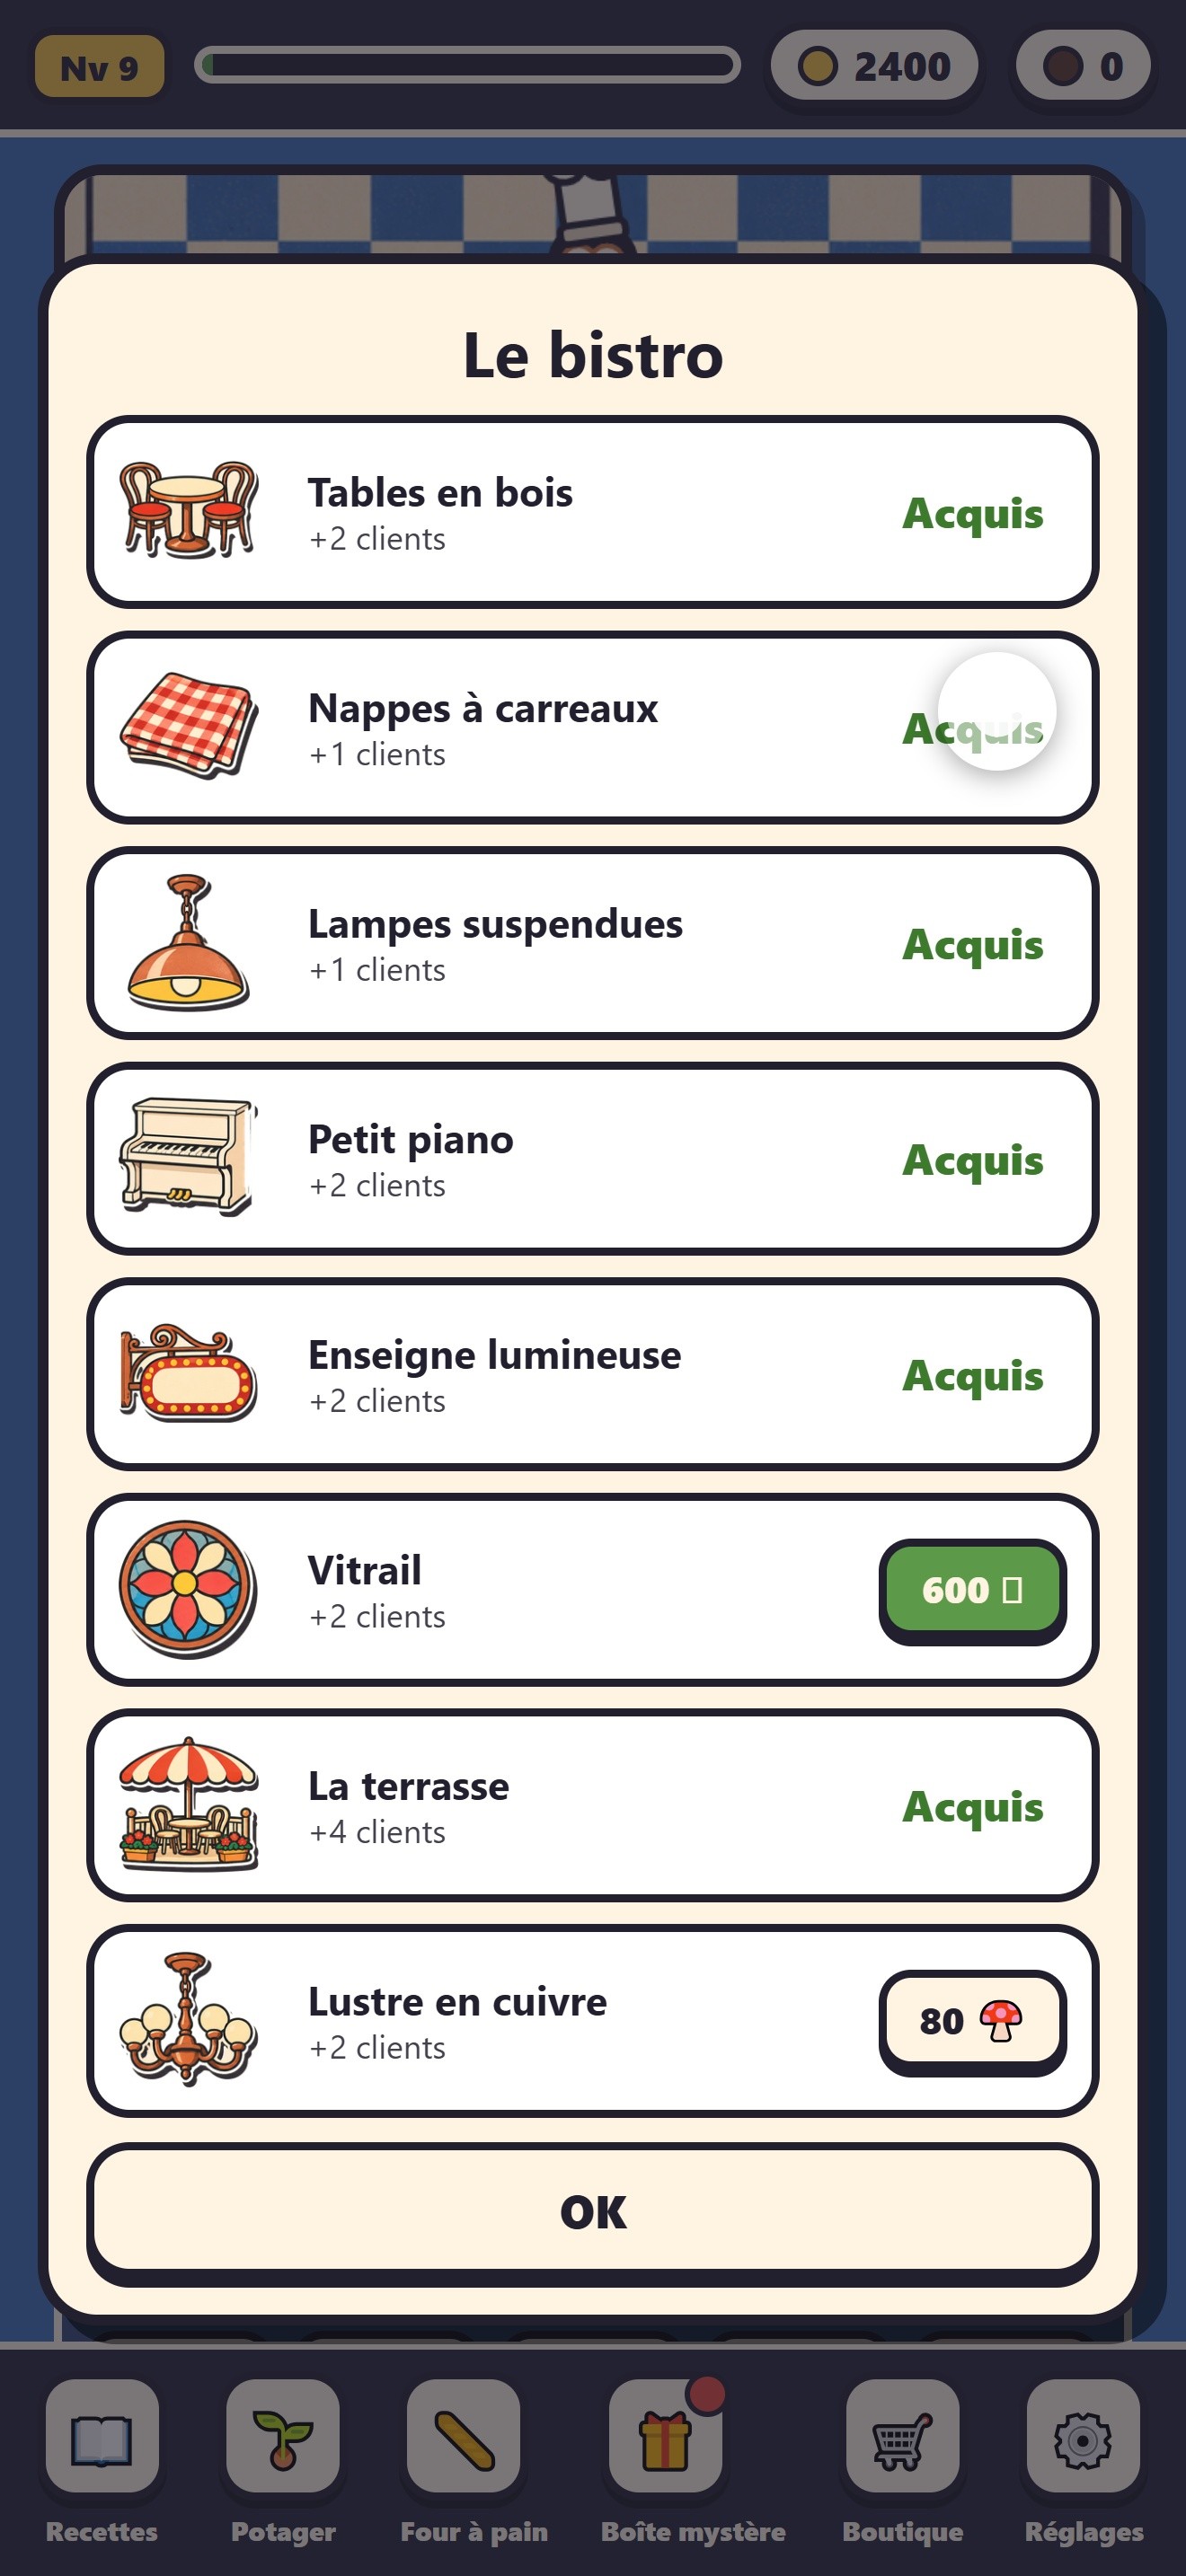 Nv 9
2400
0
Le bistro
Tables en bois
+2 clients
Acquis
Nappes à carreaux
+1 clients
Acquis
Lampes suspendues
+1 clients
Acquis
Petit piano
+2 clients
Acquis
Enseigne lumineuse
+2 clients
Acquis
Vitrail
+2 clients
600
La terrasse
+4 clients
Acquis
Lustre en cuivre
+2 clients
80
OK
Recettes
Potager
Four à pain
Boîte mystère
Boutique
Réglages